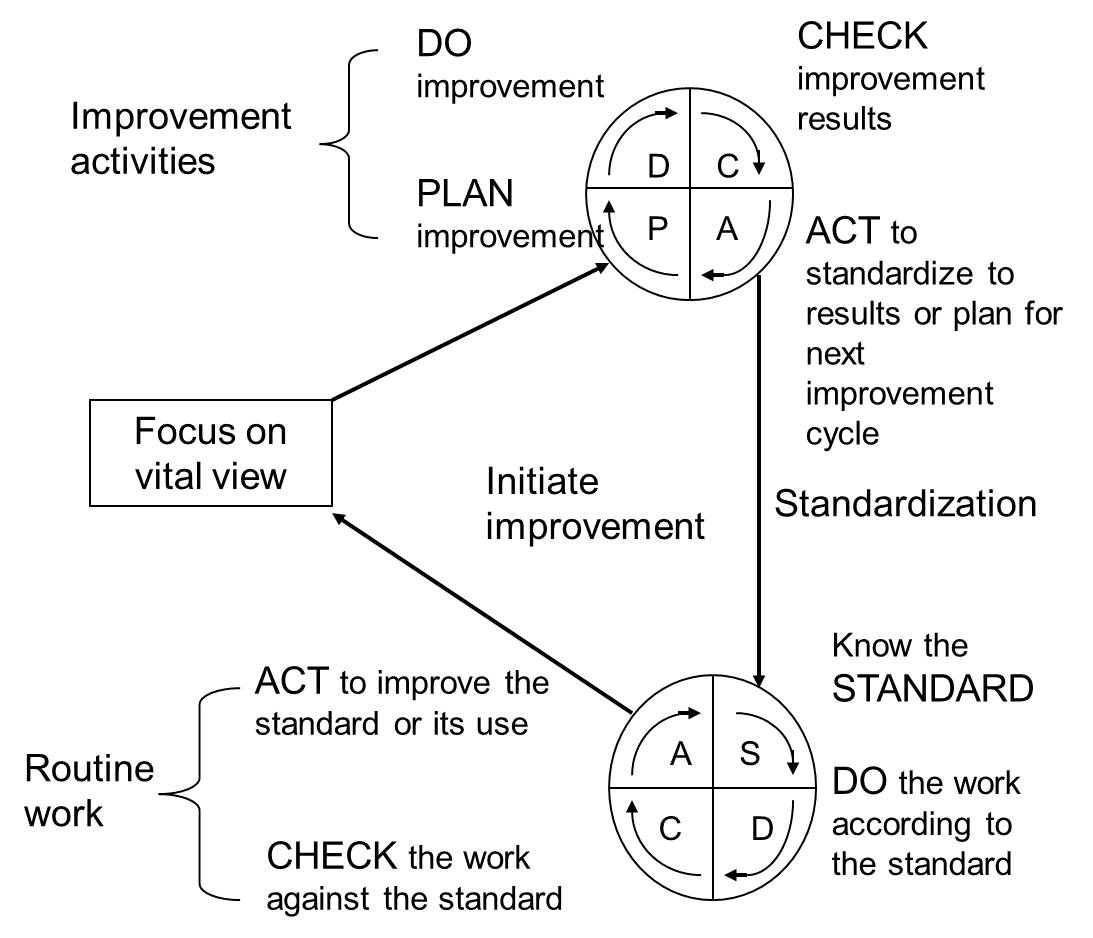 DO
improvement
CHECK
improvement
results
Improvement
activities
D
C
PLAN
improvement
P
A
ACT to
standardize to
results or plan for
next
improvement
cycle
Focus on
vital view
Initiate
improvement
Standardization
Know the
STANDARD
ACT to improve the
standard or its use
A
S
Routine
work
DO the work
according to
the standard
C
D
CHECK the work
against the standard